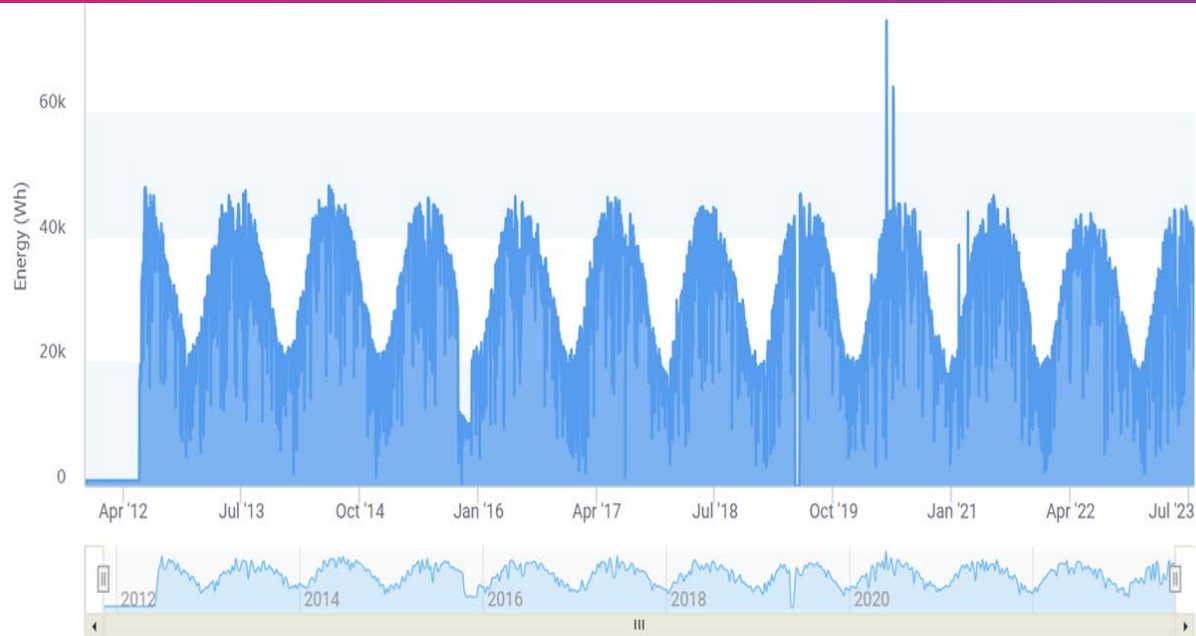 60k
40k
20k
0
Energy (Wh)
Apr '12 Jul '13 Oct '14 Jan '16 Apr '17 Jul '18 Oct '19 Jan '21 Apr '22 Jul '23
2012 2014 2016 2018 2020